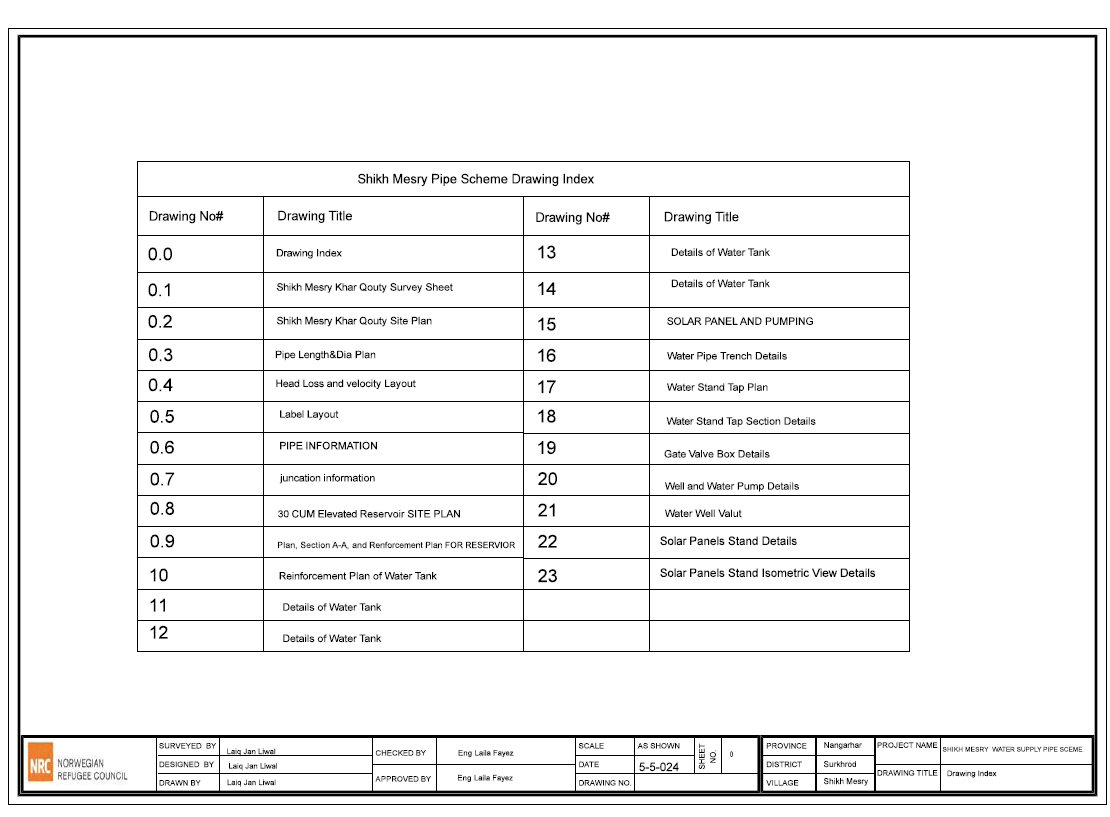 Shikh Mesry Pipe Scheme Drawing Index
Drawing No# Drawing Title Drawing No# Drawing Title
0.0 Drawing Index 13 Details of Water Tank
0.1 Shikh Mesry Khar Qouty Survey Sheet 14 Details of Water Tank
0.2 Shikh Mesry Khar Qouty Site Plan 15 SOLAR PANEL AND PUMPING
0.3 Pipe Length&Dia Plan 16 Water Pipe Trench Details
0.4 Head Loss and velocity Layout 17 Water Stand Tap Plan
0.5 Label Layout 18 Water Stand Tap Section Details
0.6 PIPE INFORMATION 19 Gate Valve Box Details
0.7 juncation information 20 Well and Water Pump Details
0.8 30 CUM Elevated Reservoir SITE PLAN 21 Water Well Valut
0.9 Plan, Section A-A, and Renforcement Plan FOR RESERVIOR 22 Solar Panels Stand Details
10 Reinforcement Plan of Water Tank 23 Solar Panels Stand Isometric View Details
11 Details of Water Tank
12 Details of Water Tank
NRC NORWEGIAN
REFUGEE COUNCIL
SURVEYED BY Laiq Jan Liwal
DESIGNED BY Laiq Jan Liwal
DRAWN BY Laiq Jan Liwal
CHECKED BY Eng Laila Fayez
APPROVED BY Eng Laila Fayez
SCALE AS SHOWN
DATE 5-5-024
DRAWING NO.
SHEET
NO.
0
PROVINCE Nangarhar
DISTRICT Surkhrod
VILLAGE Shikh Mesry
PROJECT NAME SHIKH MESRY WATER SUPPLY PIPE SCEME
DRAWING TITLE Drawing Index